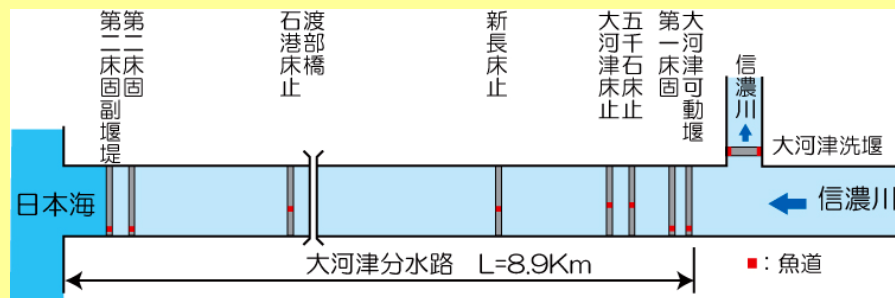 第二床固副堰堤
第二床固
石港床止
渡部橋
新長床止
大河津床止
五千石床止
第一床固
大河津可動堰
信濃川
大河津洗堰
日本海
信濃川
大河津分水路 L=8.9Km
■：魚道